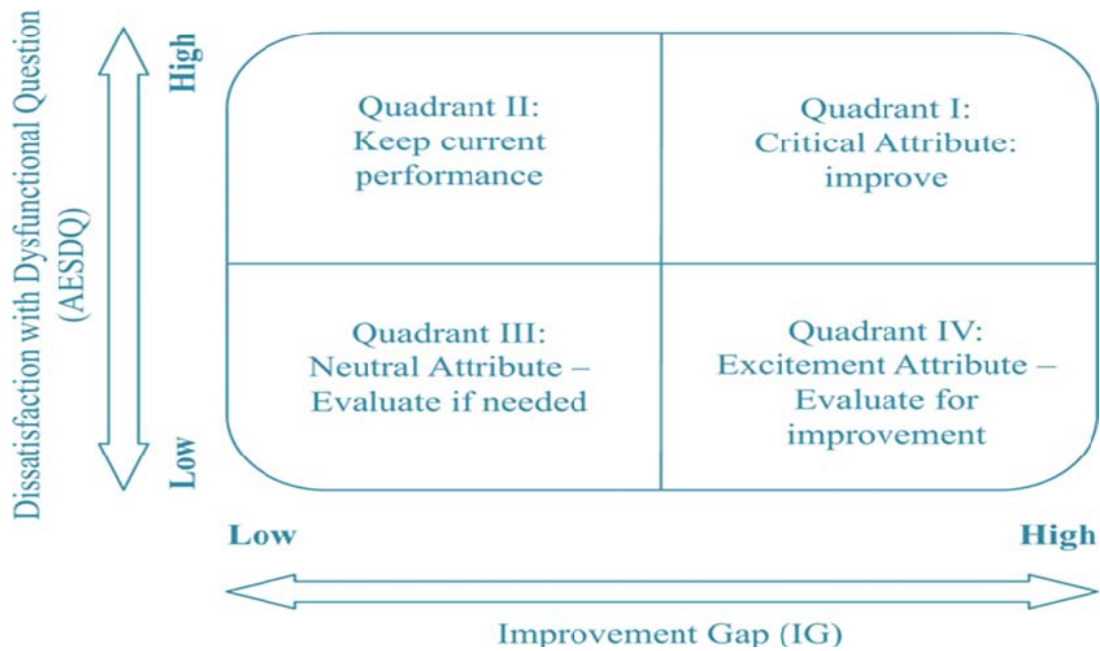 Dissatisfaction with Dysfunctional Question
(AESDQ)
High
Low
Quadrant II:
Keep current
performance
Quadrant I:
Critical Attribute:
improve
Quadrant III:
Neutral Attribute –
Evaluate if needed
Quadrant IV:
Excitement Attribute –
Evaluate for
improvement
Low
High
Improvement Gap (IG)